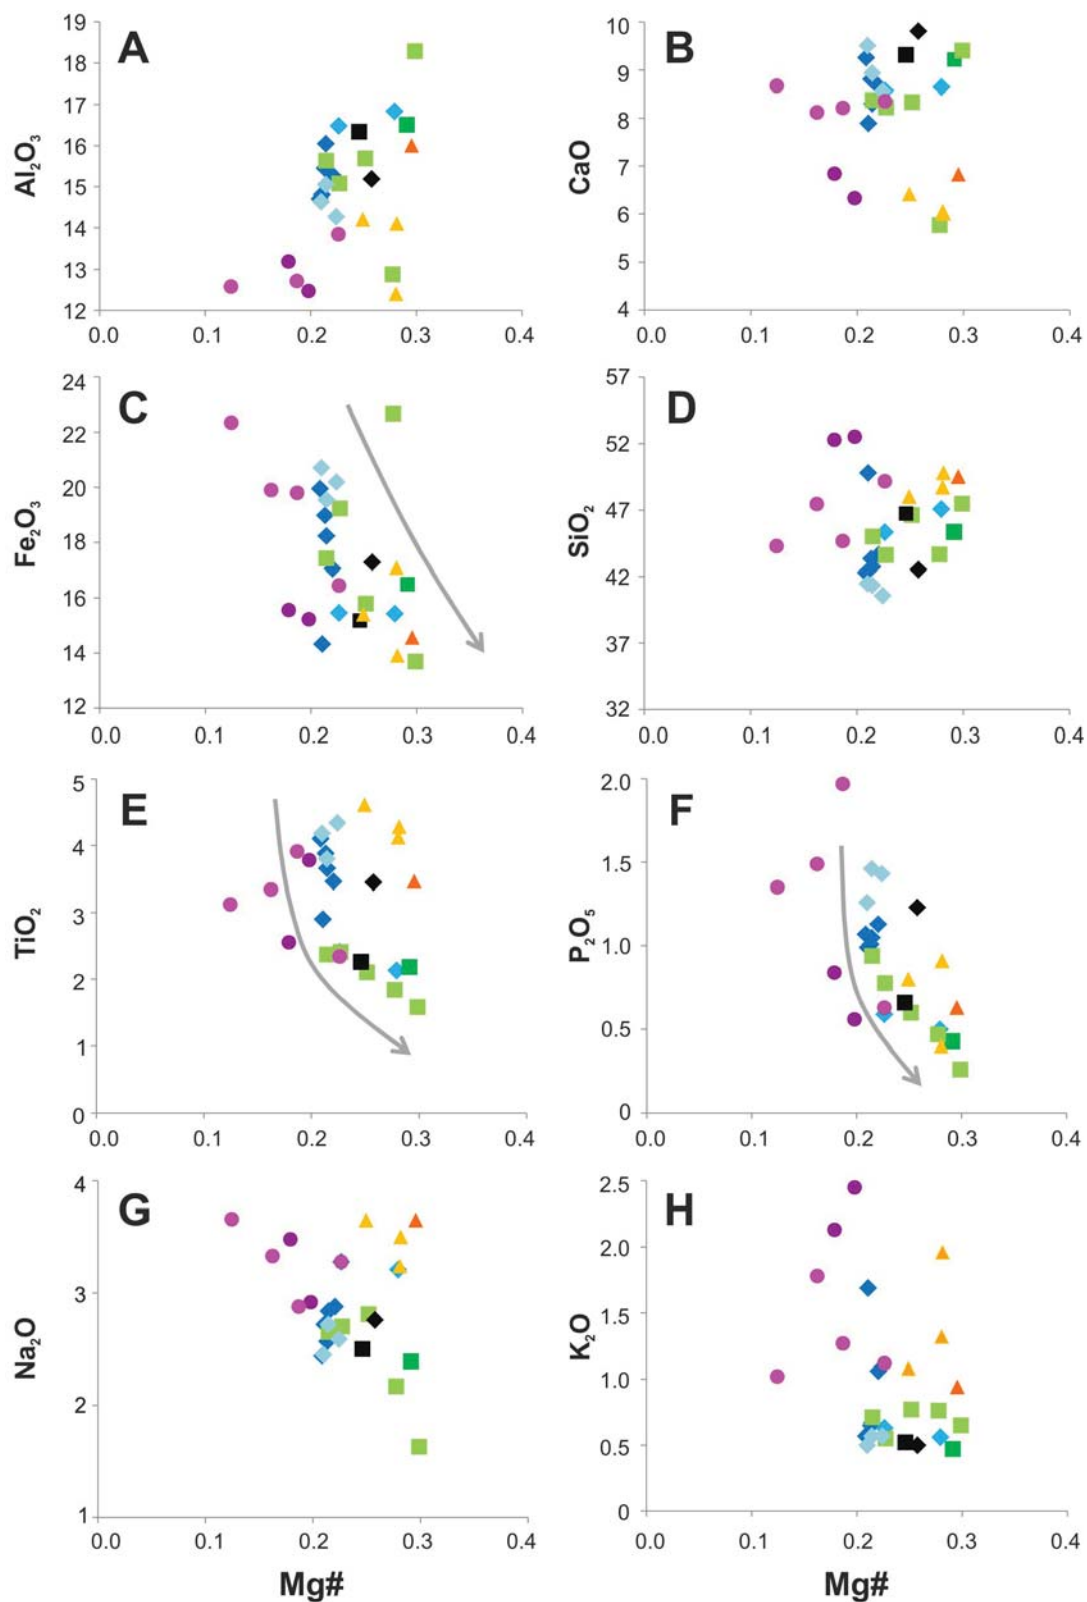 A
Al₂O₃
19
18
17
16
15
14
13
12
0.0 0.1 0.2 0.3 0.4
B
CaO
10
9
8
7
6
5
4
0.0 0.1 0.2 0.3 0.4
C
Fe₂O₃
24
22
20
18
16
14
12
0.0 0.1 0.2 0.3 0.4
D
SiO₂
57
52
47
42
37
32
0.0 0.1 0.2 0.3 0.4
E
TiO₂
5
4
3
2
1
0
0.0 0.1 0.2 0.3 0.4
F
P₂O₅
2.0
1.5
1.0
0.5
0
0.0 0.1 0.2 0.3 0.4
G
Na₂O
4
3
2
1
0.0 0.1 0.2 0.3 0.4
Mg#
H
K₂O
2.5
2.0
1.5
1.0
0.5
0
0.0 0.1 0.2 0.3 0.4
Mg#